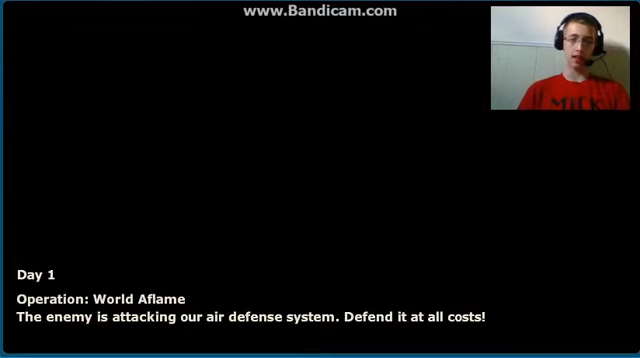 www.Bandicam.com
MICK
Day 1
Operation: World Aflame
The enemy is attacking our air defense system. Defend it at all costs!